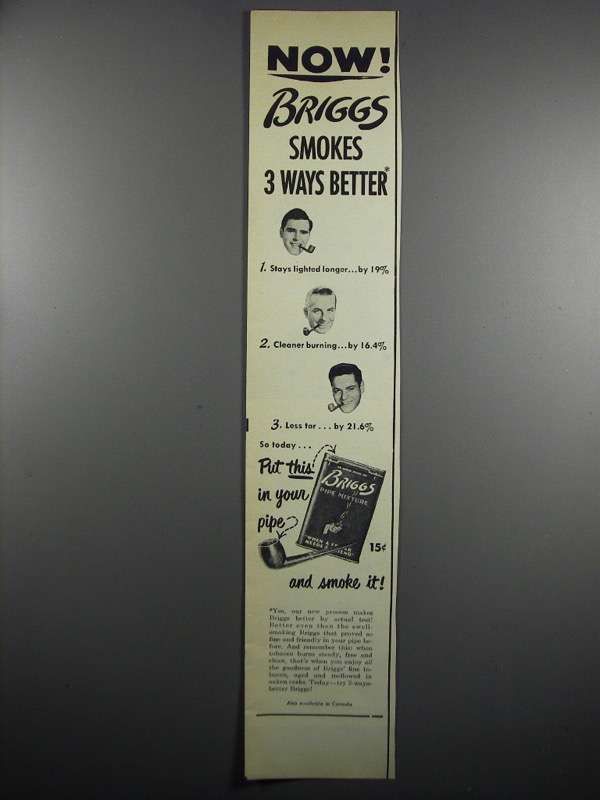 NOW!
BRIGGS
SMOKES
3 WAYS BETTER*
1. Stays lighted longer...by 19%
2. Cleaner burning...by 16.4%
3. Less tar...by 21.6%
So today...
Put this
in your
pipe
BRIGGS
PIPE MIXTURE
WHEN A FELLER
NEEDS A FRIEND
15¢
and smoke it!
*Yes, our new process makes
Briggs better by actual test!
Better even than the swell-
smoking Briggs that proved so
fine and friendly in your pipe be-
fore. And remember this: when
tobacco burns steady, free and
clean, that's when you enjoy all
the goodness of Briggs' fine to-
bacco, aged and mellowed in
oaken casks. Today—try 3-ways-
better Briggs!
Also available in Canada